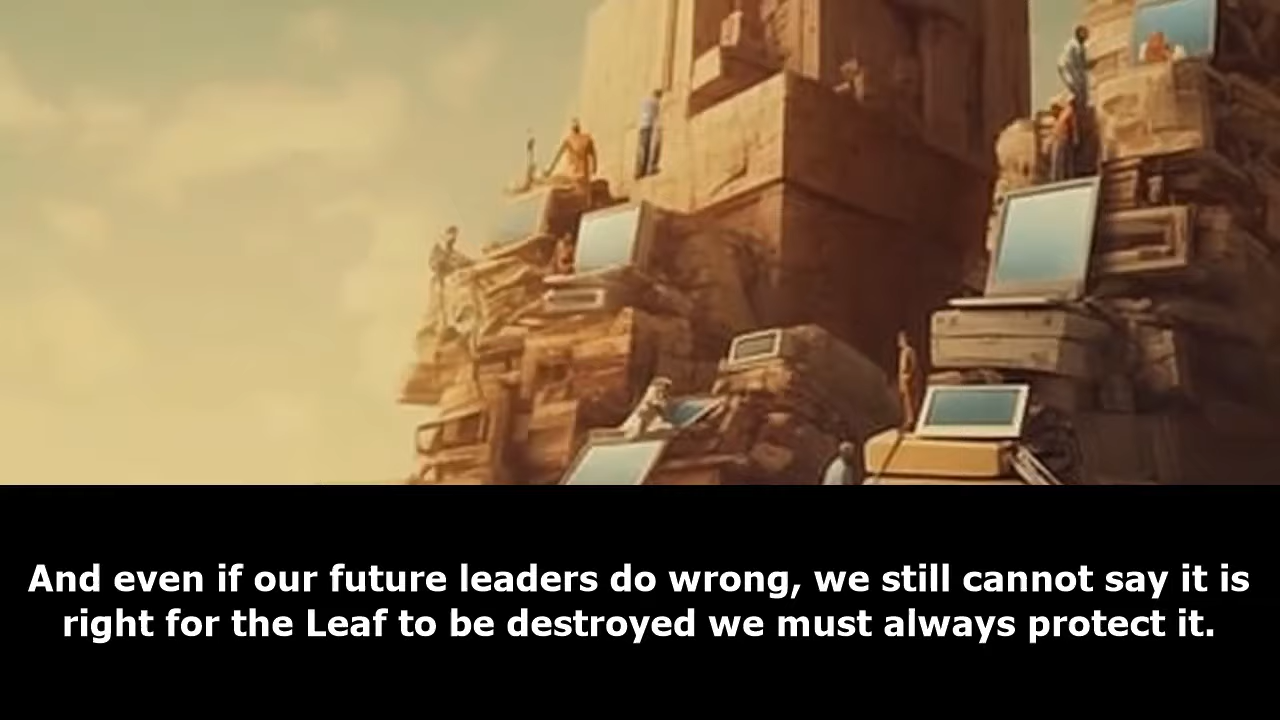 And even if our future leaders do wrong, we still cannot say it is
right for the Leaf to be destroyed we must always protect it.